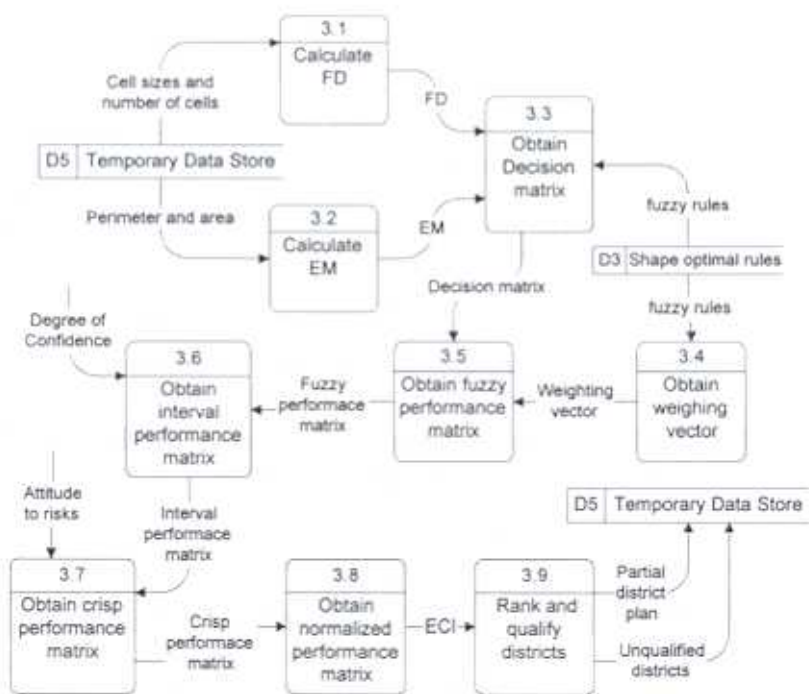 3.1
Calculate
FD
Cell sizes and
number of cells
FD
3.3
Obtain
Decision
matrix
D5 Temporary Data Store
fuzzy rules
Perimeter and area
3.2
Calculate
EM
EM
D3 Shape optimal rules
Decision matrix
fuzzy rules
Degree of
Confidence
3.6
Obtain
interval
performance
matrix
Fuzzy
performace
matrix
3.5
Obtain fuzzy
performance
matrix
Weighting
vector
3.4
Obtain
weighing
vector
Attitude
to risks
Interval
performace
matrix
D5 Temporary Data Store
3.7
Obtain crisp
performance
matrix
Crisp
performace
matrix
3.8
Obtain
normalized
performance
matrix
ECI
3.9
Rank and
qualify
districts
Partial
district
plan
Unqualified
districts